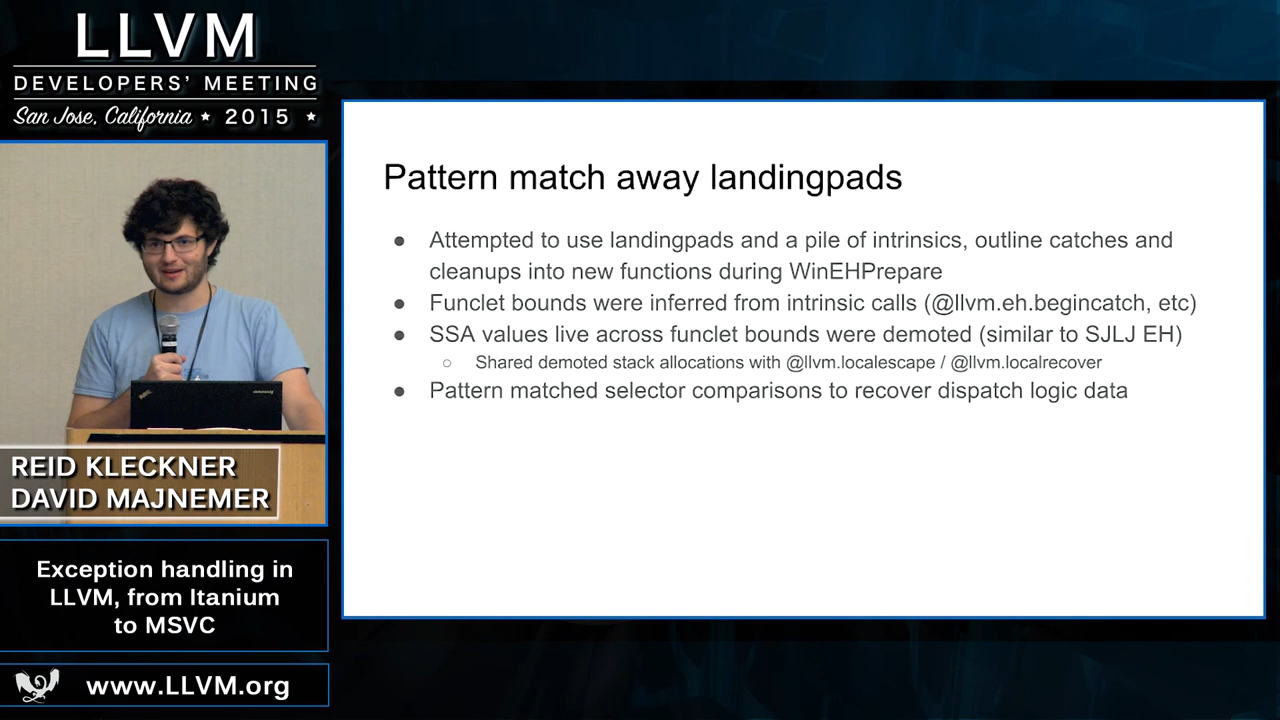 LLVM
DEVELOPERS' MEETING
San Jose, California ★ 2015 ★
REID KLECKNER
DAVID MAJNEMER
Exception handling in
LLVM, from Itanium
to MSVC
www.LLVM.org
Pattern match away landingpads
● Attempted to use landingpads and a pile of intrinsics, outline catches and
cleanups into new functions during WinEHPrepare
● Funclet bounds were inferred from intrinsic calls (@llvm.eh.begincatch, etc)
● SSA values live across funclet bounds were demoted (similar to SJLJ EH)
○ Shared demoted stack allocations with @llvm.localescape / @llvm.localrecover
● Pattern matched selector comparisons to recover dispatch logic data